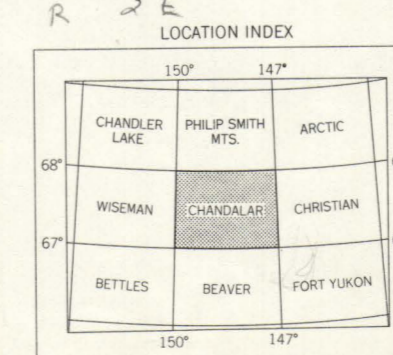 R 2 E
LOCATION INDEX
150° 147°
CHANDLER LAKE PHILIP SMITH MTS. ARCTIC
68°
WISEMAN CHANDALAR CHRISTIAN
67°
BETTLES BEAVER FORT YUKON
150° 147°